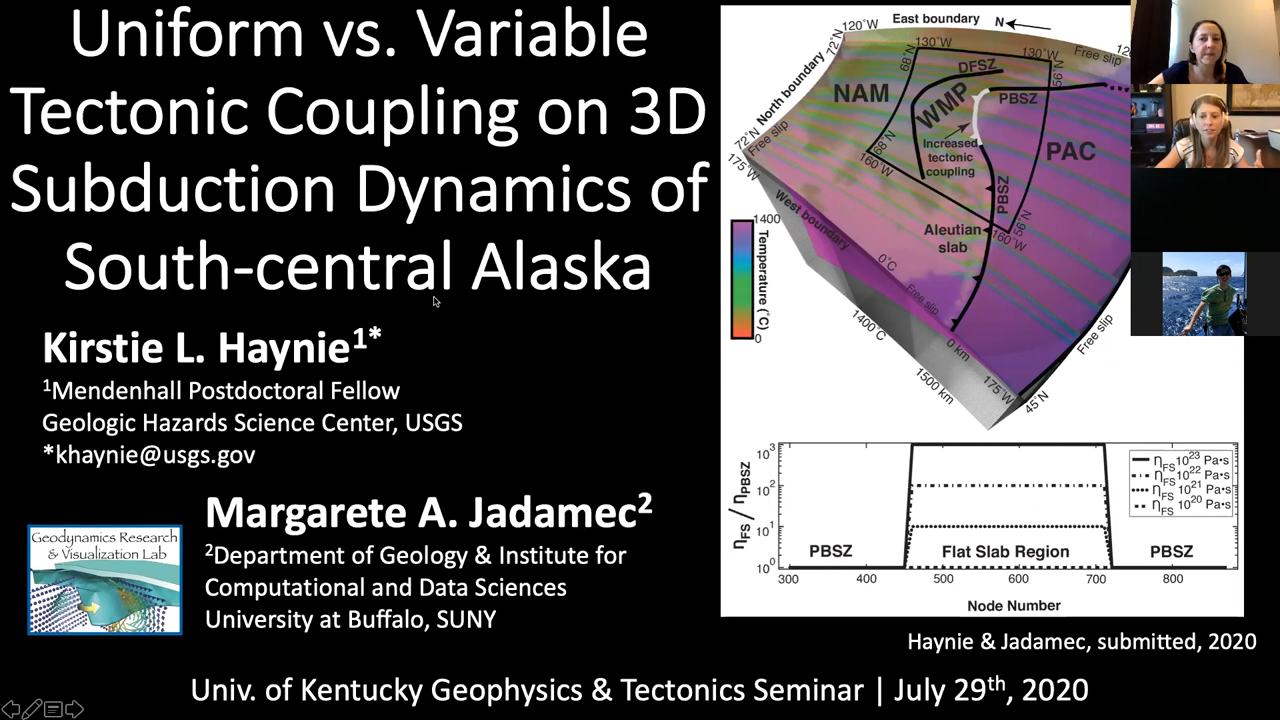 Uniform vs. Variable
Tectonic Coupling on 3D
Subduction Dynamics of
South-central Alaska
Kirstie L. Haynie1*
1Mendenhall Postdoctoral Fellow
Geologic Hazards Science Center, USGS
*khaynie@usgs.gov
Margarete A. Jadamec2
2Department of Geology & Institute for
Computational and Data Sciences
University at Buffalo, SUNY
Geodynamics Research
& Visualization Lab
East boundary
N
120°W
72°N
North boundary
Free slip
72°N
175°W
130°W
68°N
130°W
56°N
Free slip
DFSZ
NAM
WMP
PBSZ
PAC
68°N
160°W
Increased
tectonic
coupling
PBSZ
Aleutian
slab
56°N
160°W
West boundary
0°C
Free slip
1400°C
0 km
1500 km
175°W
45°N
Free slip
1400
Temperature (°C)
0
ηFS / ηPBSZ
10³
10²
10¹
10⁰
ηFS 10²³ Pa•s
ηFS 10²² Pa•s
ηFS 10²¹ Pa•s
ηFS 10²⁰ Pa•s
PBSZ
Flat Slab Region
PBSZ
300 400 500 600 700 800
Node Number
Haynie & Jadamec, submitted, 2020
Univ. of Kentucky Geophysics & Tectonics Seminar | July 29th, 2020